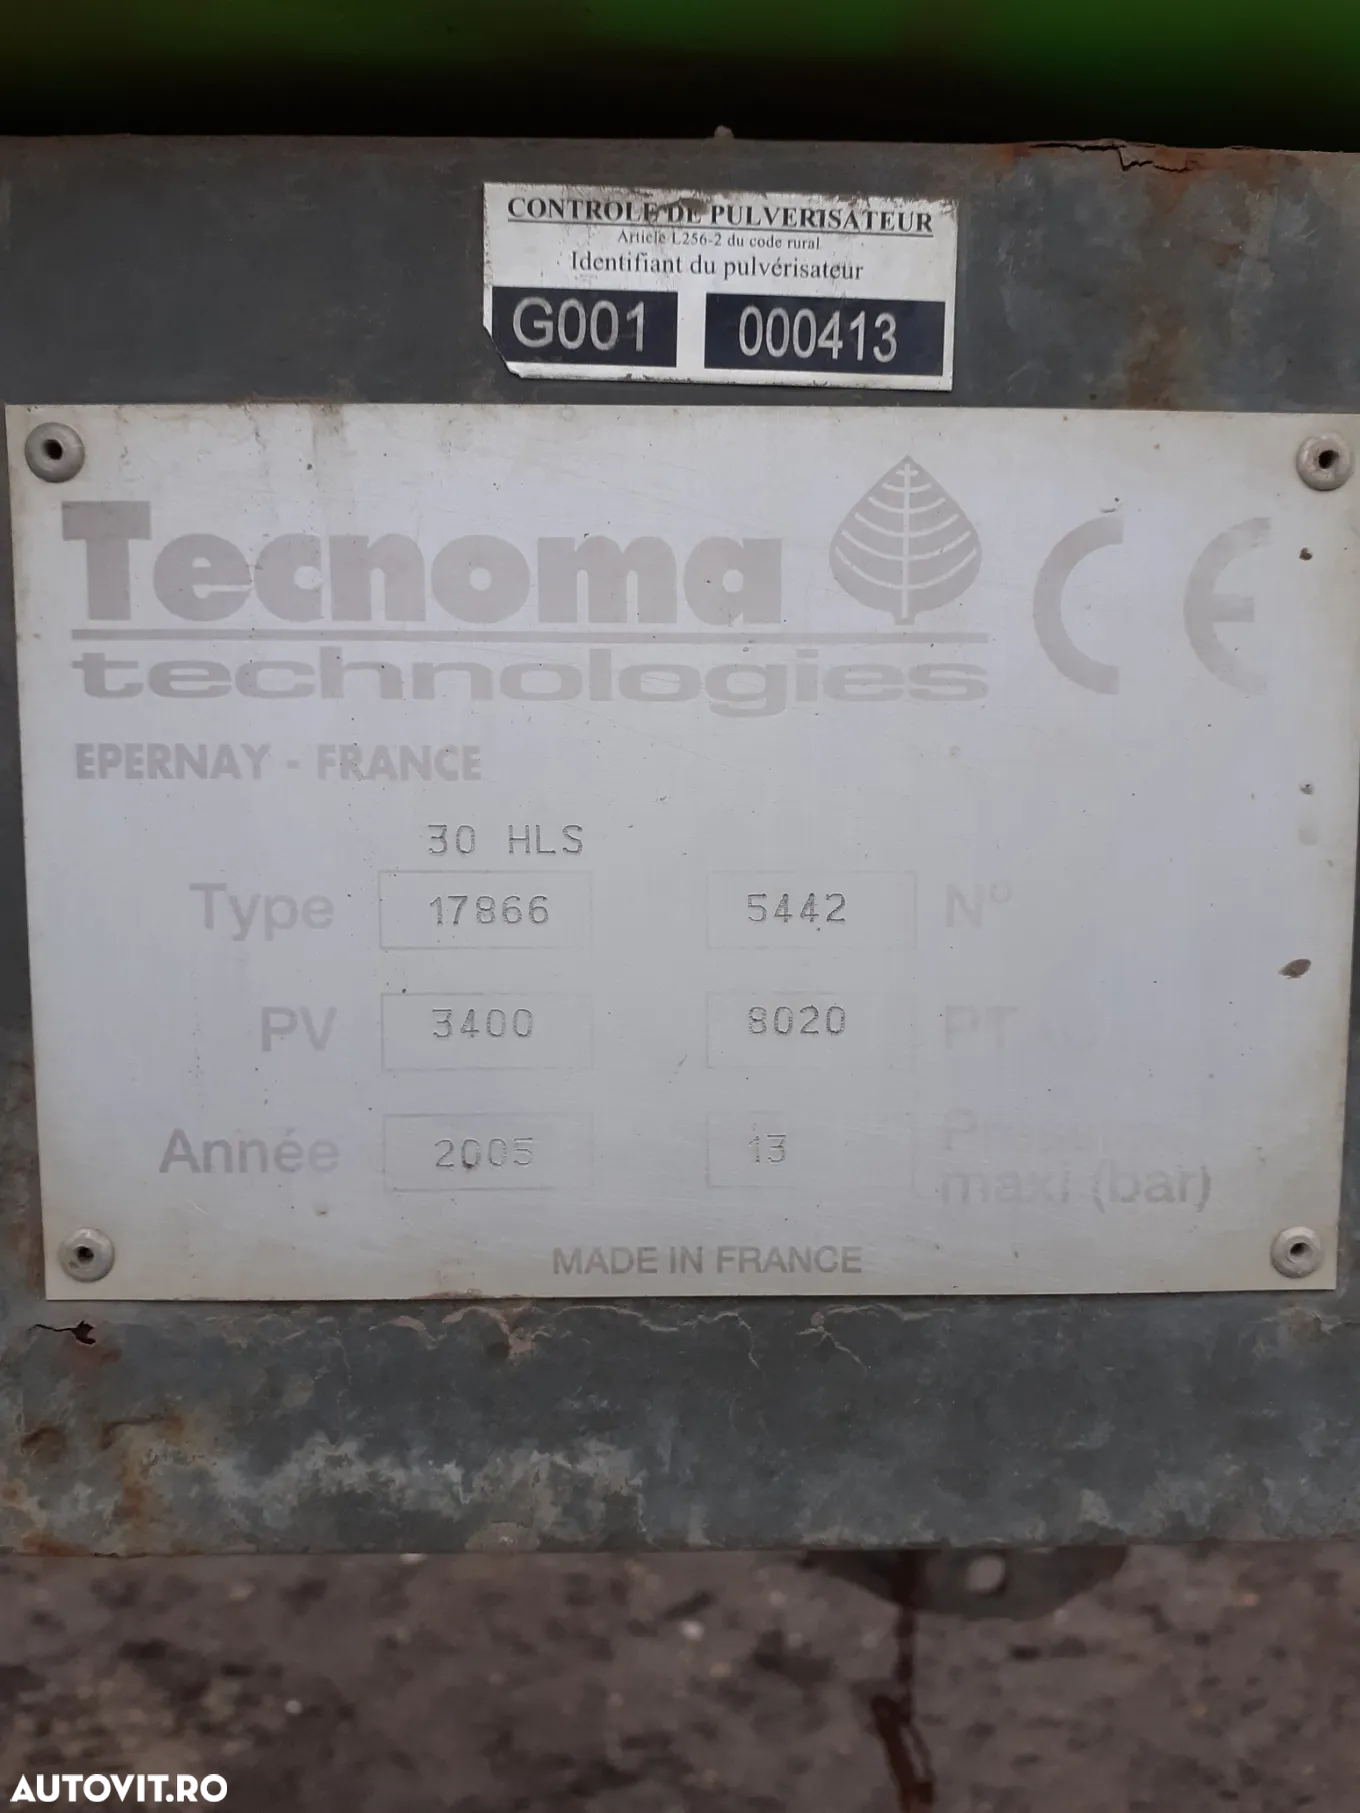 CONTROLE DE PULVERISATEUR
Article L256-2 du code rural
Identifiant du pulvérisateur
G001 000413
Tecnoma CE
technologies
EPERNAY - FRANCE
30 HLS
Type 17866 5442 N°
PV 3400 8020
Année 2005 13
maxi (bar)
MADE IN FRANCE
AUTOVIT.RO